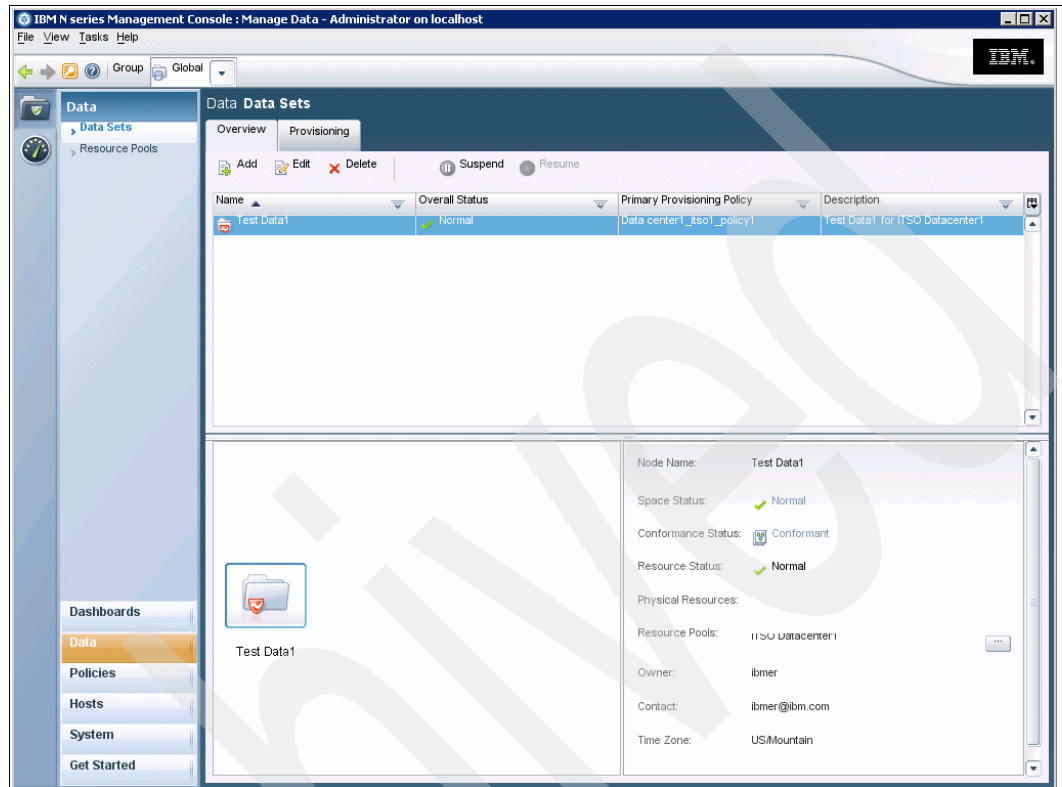 IBM N series Management Console : Manage Data - Administrator on localhost
File View Tasks Help
Group Global
IBM.
Data
Data Sets
Resource Pools
Data Data Sets
Overview Provisioning
Add Edit Delete Suspend Resume
Name Overall Status Primary Provisioning Policy Description
Test Data1 Normal Data center1_itso1_policy1 Test Data1 for ITSO Datacenter1
Test Data1
Node Name: Test Data1
Space Status: Normal
Conformance Status: Conformant
Resource Status: Normal
Physical Resources:
Resource Pools: ITSO Datacenter1
...
Owner: ibmer
Contact: ibmer@ibm.com
Time Zone: US/Mountain
Dashboards
Data
Policies
Hosts
System
Get Started
hived